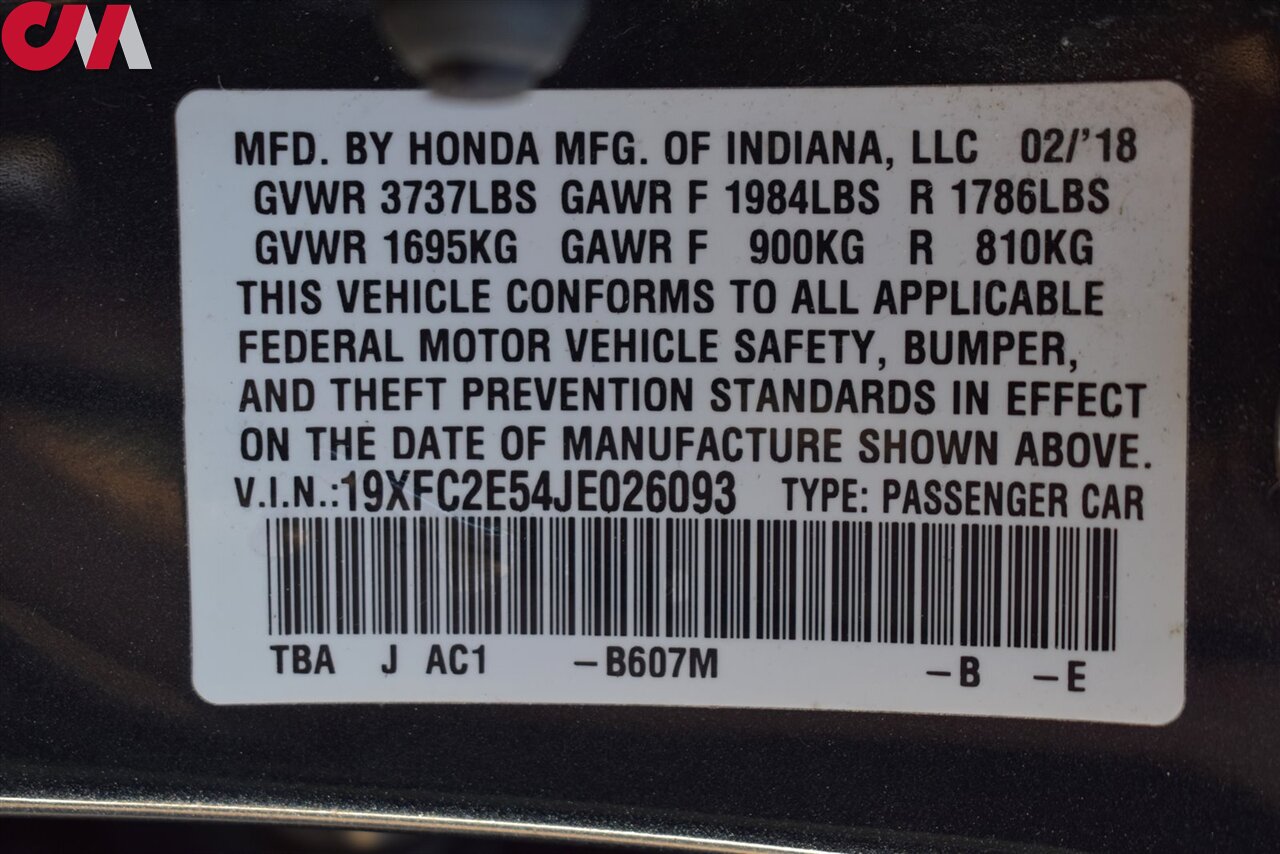 CM
MFD. BY HONDA MFG. OF INDIANA, LLC 02/'18
GVWR 3737LBS GAWR F 1984LBS R 1786LBS
GVWR 1695KG GAWR F 900KG R 810KG
THIS VEHICLE CONFORMS TO ALL APPLICABLE
FEDERAL MOTOR VEHICLE SAFETY, BUMPER,
AND THEFT PREVENTION STANDARDS IN EFFECT
ON THE DATE OF MANUFACTURE SHOWN ABOVE.
V.I.N.:19XFC2E54JE026093 TYPE: PASSENGER CAR
TBA J AC1 –B607M –B –E